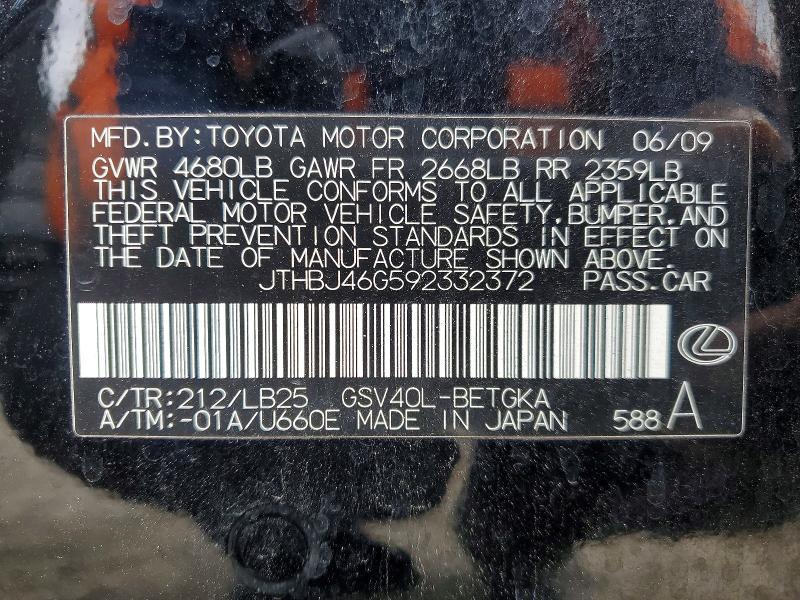 MFD.BY:TOYOTA MOTOR CORPORATION 06/09
GVWR 4680LB GAWR FR 2668LB RR 2359LB
THIS VEHICLE CONFORMS TO ALL APPLICABLE
FEDERAL MOTOR VEHICLE SAFETY,BUMPER,AND
THEFT PREVENTION STANDARDS IN EFFECT ON
THE DATE OF MANUFACTURE SHOWN ABOVE.
JTHBJ46G592332372 PASS.CAR
C/TR:212/LB25 GSV40L-BETGKA
A/TM:-01A/U660E MADE IN JAPAN 588 A